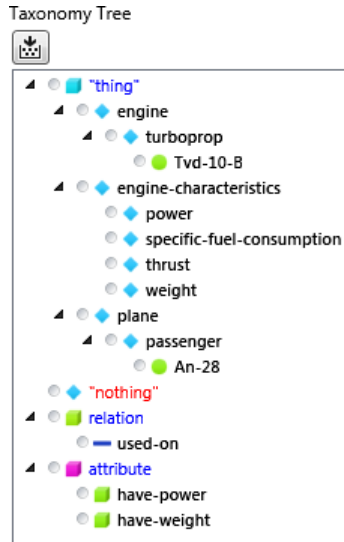 Taxonomy Tree
"thing"
engine
turboprop
Tvd-10-B
engine-characteristics
power
specific-fuel-consumption
thrust
weight
plane
passenger
An-28
"nothing"
relation
used-on
attribute
have-power
have-weight